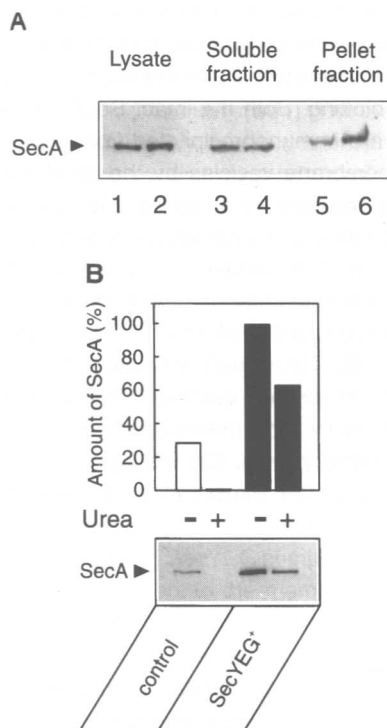 A
Lysate
Soluble
fraction
Pellet
fraction
SecA ►
1 2 3 4 5 6
B
Amount of SecA (%)
100
80
60
40
20
0
Urea - + - +
SecA ►
control
SecYEG⁺